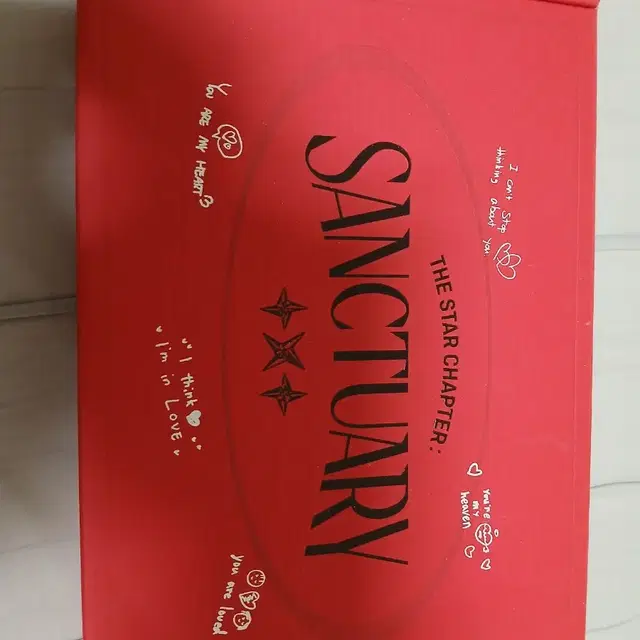 I can't stop
thinking about you
THE STAR CHAPTER:
SANCTUARY
You ARE MY HEART
you're
my
heaven
I think
I'm in LOVE
you are loved